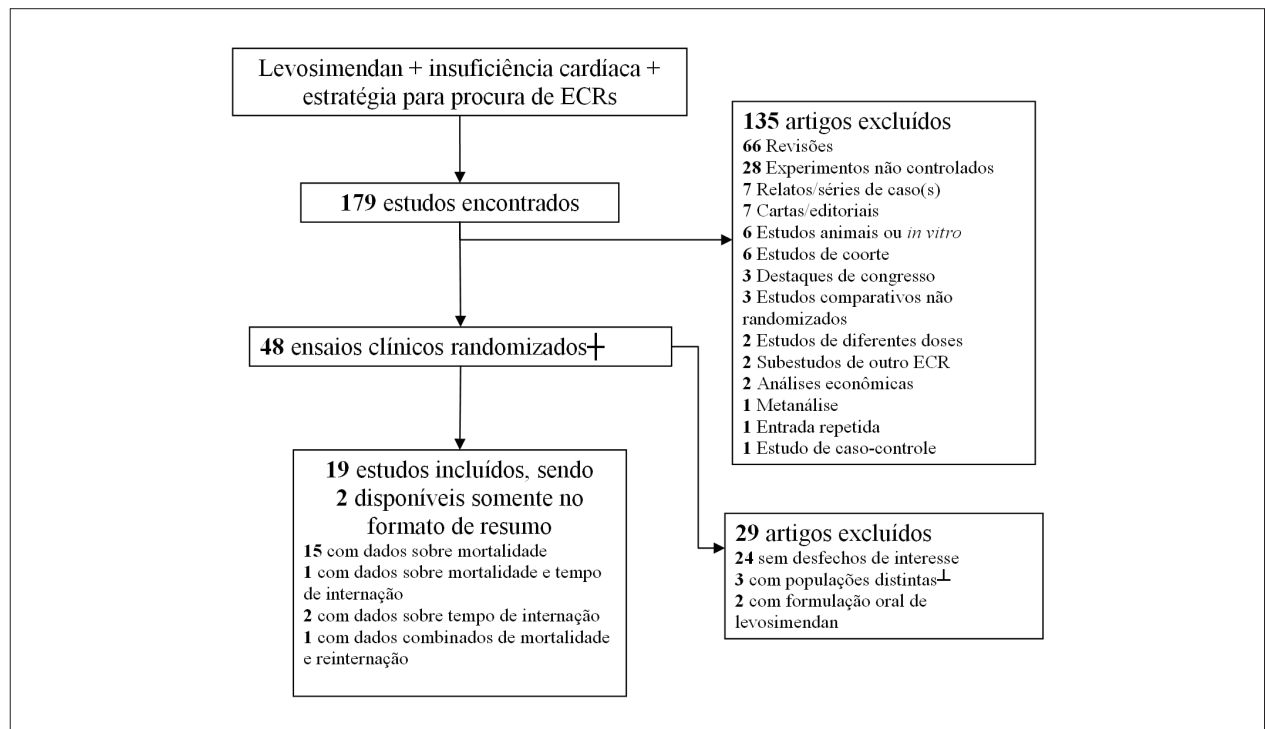 Levosimendan + insuficiência cardíaca +
estratégia para procura de ECRs
179 estudos encontrados
135 artigos excluídos
66 Revisões
28 Experimentos não controlados
7 Relatos/séries de caso(s)
7 Cartas/editoriais
6 Estudos animais ou in vitro
6 Estudos de coorte
3 Destaques de congresso
3 Estudos comparativos não
randomizados
2 Estudos de diferentes doses
2 Subestudos de outro ECR
2 Análises econômicas
1 Metanálise
1 Entrada repetida
1 Estudo de caso-controle
48 ensaios clínicos randomizados┼
19 estudos incluídos, sendo
2 disponíveis somente no
formato de resumo
15 com dados sobre mortalidade
1 com dados sobre mortalidade e tempo
de internação
2 com dados sobre tempo de internação
1 com dados combinados de mortalidade
e reinternação
29 artigos excluídos
24 sem desfechos de interesse
3 com populações distintas┴
2 com formulação oral de
levosimendan